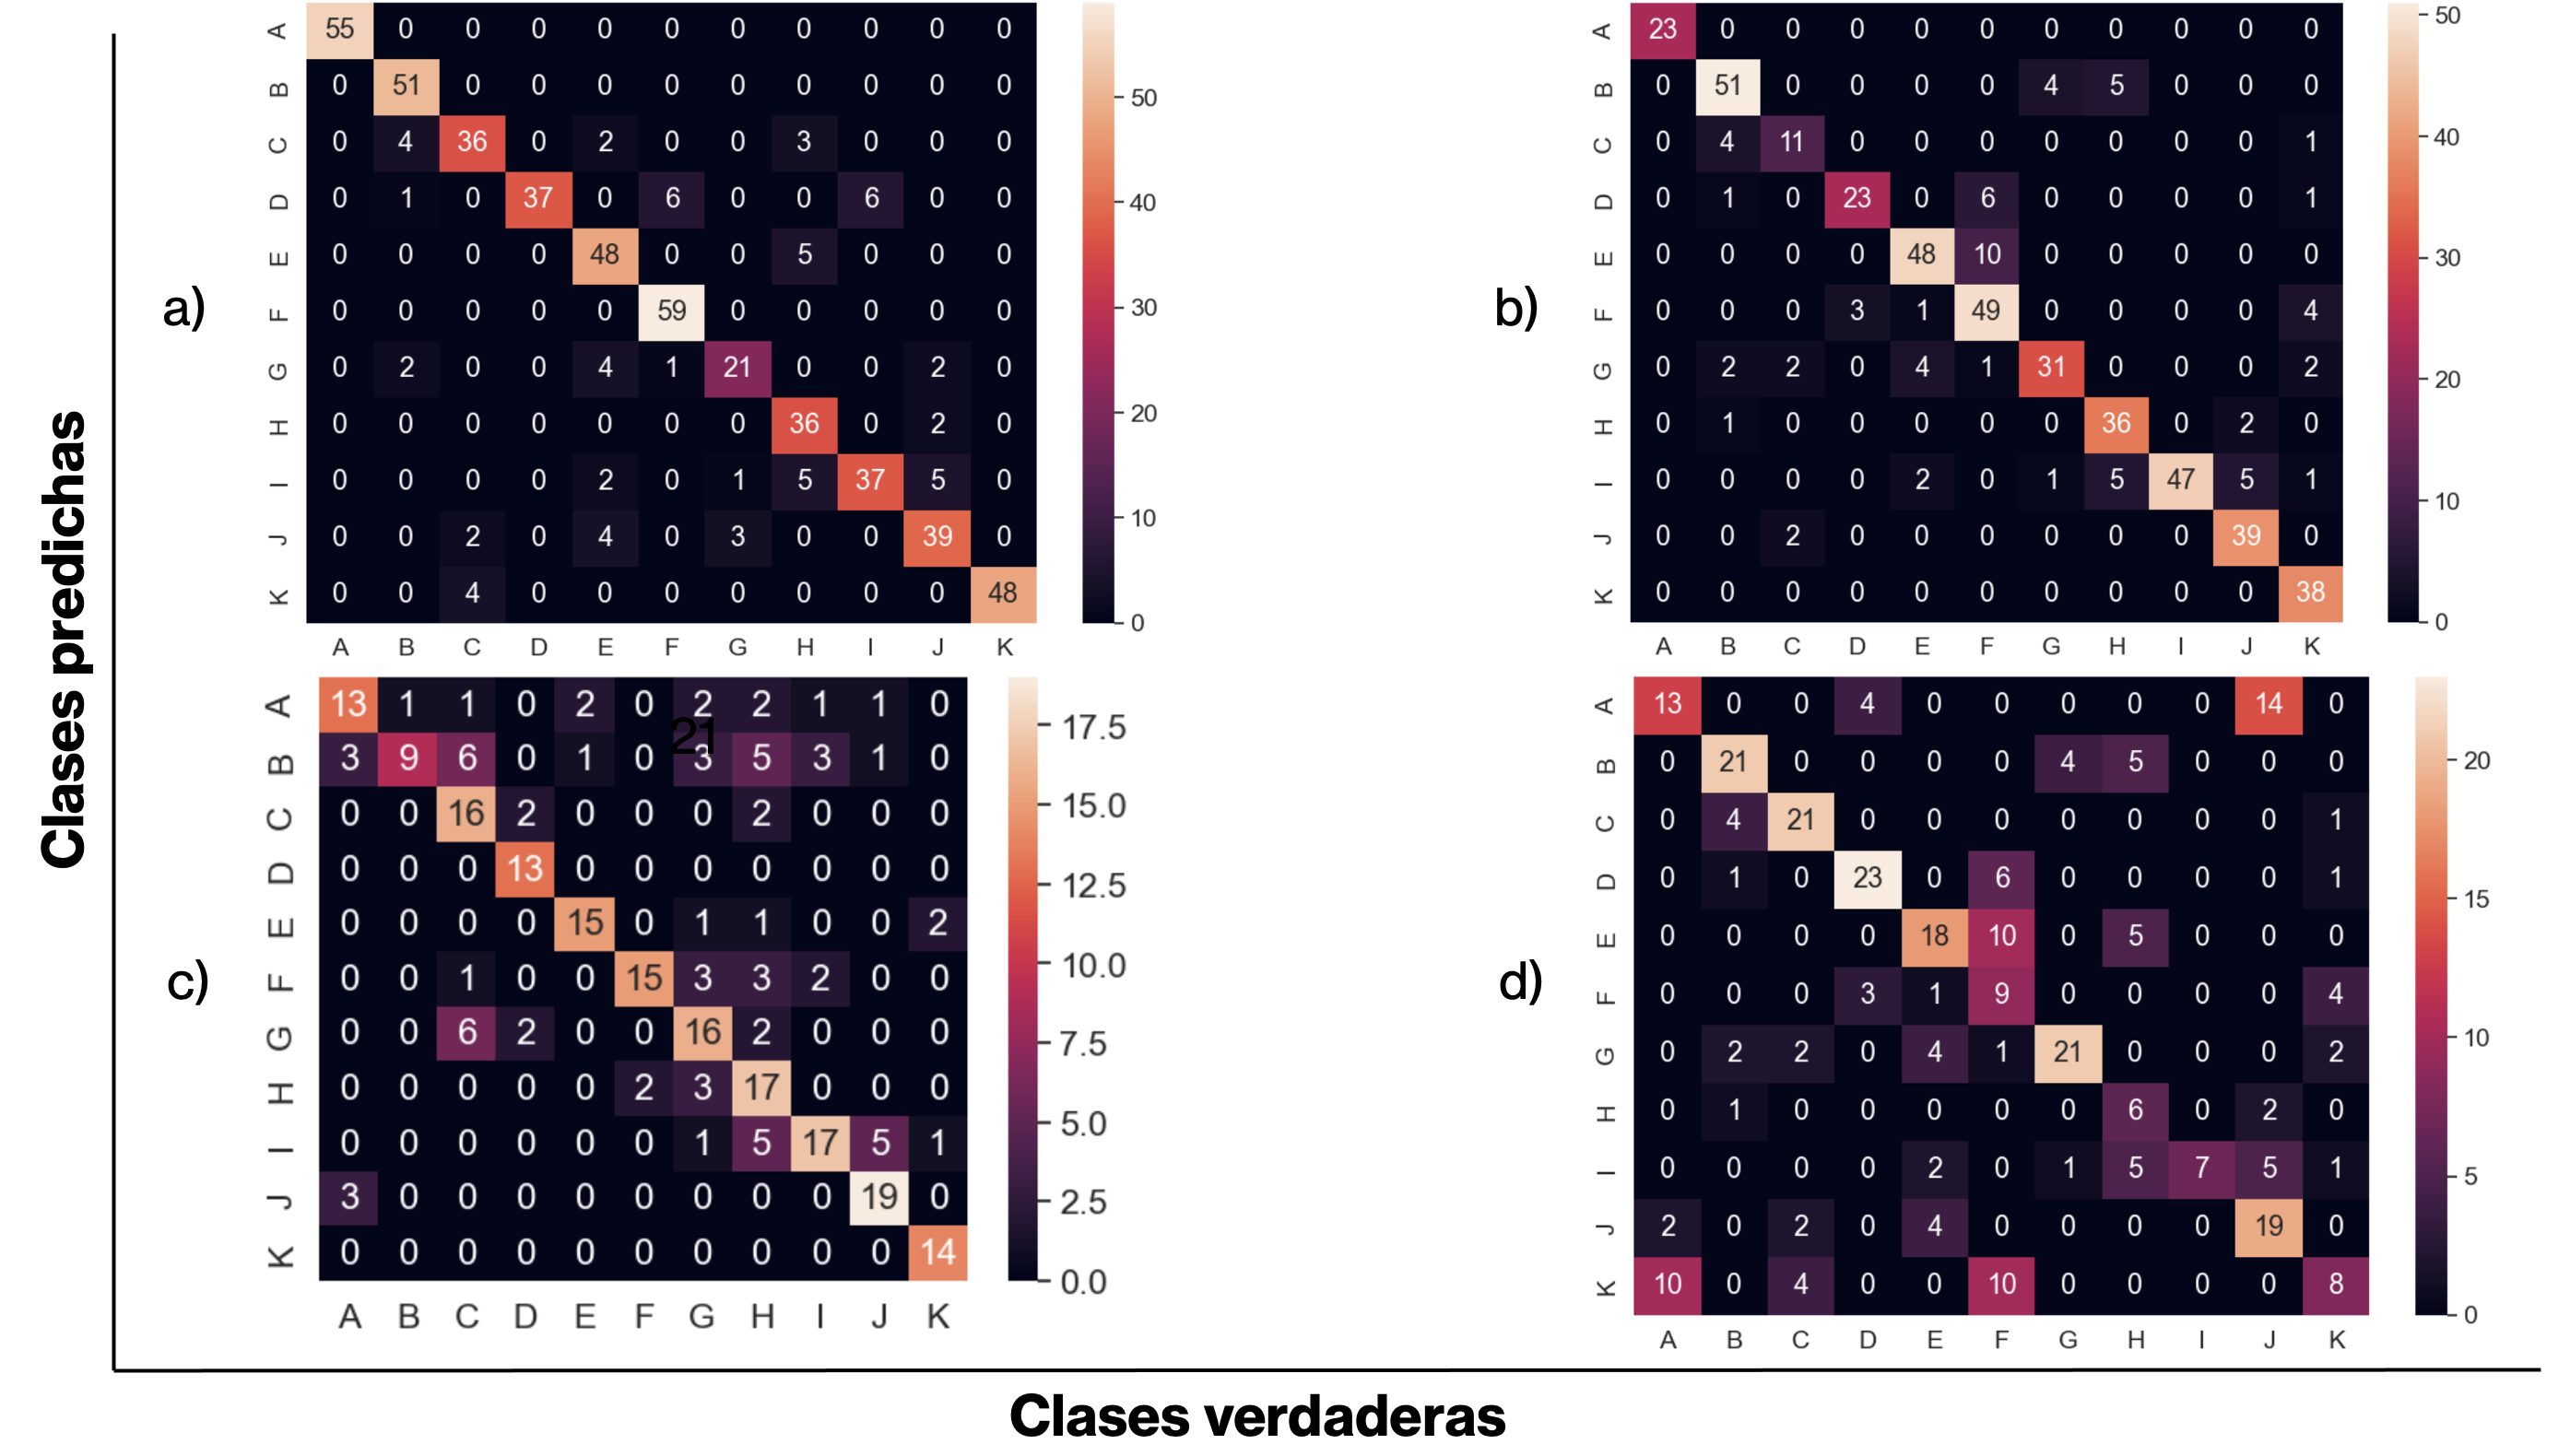 Clases predichas
a)
A 55 0 0 0 0 0 0 0 0 0 0
B 0 51 0 0 0 0 0 0 0 0 0
C 0 4 36 0 2 0 0 3 0 0 0
D 0 1 0 37 0 6 0 0 6 0 0
E 0 0 0 0 48 0 0 5 0 0 0
F 0 0 0 0 0 59 0 0 0 0 0
G 0 2 0 0 4 1 21 0 0 2 0
H 0 0 0 0 0 0 0 36 0 2 0
I 0 0 0 0 2 0 1 5 37 5 0
J 0 0 2 0 4 0 3 0 0 39 0
K 0 0 4 0 0 0 0 0 0 0 48
A B C D E F G H I J K
50
40
30
20
10
0
b)
A 23 0 0 0 0 0 0 0 0 0 0
B 0 51 0 0 0 0 4 5 0 0 0
C 0 4 11 0 0 0 0 0 0 0 1
D 0 1 0 23 0 6 0 0 0 0 1
E 0 0 0 0 48 10 0 0 0 0 0
F 0 0 0 3 1 49 0 0 0 0 4
G 0 2 2 0 4 1 31 0 0 0 2
H 0 1 0 0 0 0 0 36 0 2 0
I 0 0 0 0 2 0 1 5 47 5 1
J 0 0 2 0 0 0 0 0 0 39 0
K 0 0 0 0 0 0 0 0 0 0 38
A B C D E F G H I J K
50
40
30
20
10
0
c)
A 13 1 1 0 2 0 2 2 1 1 0
21
B 3 9 6 0 1 0 3 5 3 1 0
C 0 0 16 2 0 0 0 2 0 0 0
D 0 0 0 13 0 0 0 0 0 0 0
E 0 0 0 0 15 0 1 1 0 0 2
F 0 0 1 0 0 15 3 3 2 0 0
G 0 0 6 2 0 0 16 2 0 0 0
H 0 0 0 0 0 2 3 17 0 0 0
I 0 0 0 0 0 0 1 5 17 5 1
J 3 0 0 0 0 0 0 0 0 19 0
K 0 0 0 0 0 0 0 0 0 0 14
A B C D E F G H I J K
17.5
15.0
12.5
10.0
7.5
5.0
2.5
0.0
d)
A 13 0 0 4 0 0 0 0 0 14 0
B 0 21 0 0 0 0 4 5 0 0 0
C 0 4 21 0 0 0 0 0 0 0 1
D 0 1 0 23 0 6 0 0 0 0 1
E 0 0 0 0 18 10 0 5 0 0 0
F 0 0 0 3 1 9 0 0 0 0 4
G 0 2 2 0 4 1 21 0 0 0 2
H 0 1 0 0 0 0 0 6 0 2 0
I 0 0 0 0 2 0 1 5 7 5 1
J 2 0 2 0 4 0 0 0 0 19 0
K 10 0 4 0 0 10 0 0 0 0 8
A B C D E F G H I J K
20
15
10
5
0
Clases verdaderas